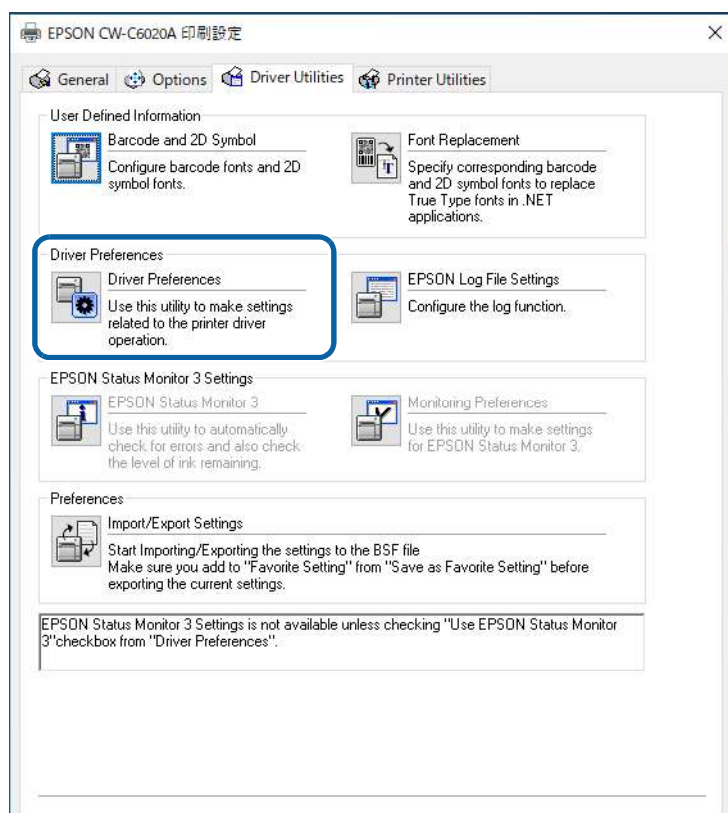 EPSON CW-C6020A 印刷設定
General Options Driver Utilities Printer Utilities
User Defined Information
Barcode and 2D Symbol
Configure barcode fonts and 2D
symbol fonts.
Font Replacement
Specify corresponding barcode
and 2D symbol fonts to replace
True Type fonts in .NET
applications.
Driver Preferences
Driver Preferences
Use this utility to make settings
related to the printer driver
operation.
EPSON Log File Settings
Configure the log function.
EPSON Status Monitor 3 Settings
EPSON Status Monitor 3
Use this utility to automatically
check for errors and also check
the level of ink remaining.
Monitoring Preferences
Use this utility to make settings
for EPSON Status Monitor 3.
Preferences
Import/Export Settings
Start Importing/Exporting the settings to the BSF file
Make sure you add to "Favorite Setting" from "Save as Favorite Setting" before
exporting the current settings.
EPSON Status Monitor 3 Settings is not available unless checking "Use EPSON Status Monitor
3"checkbox from "Driver Preferences".